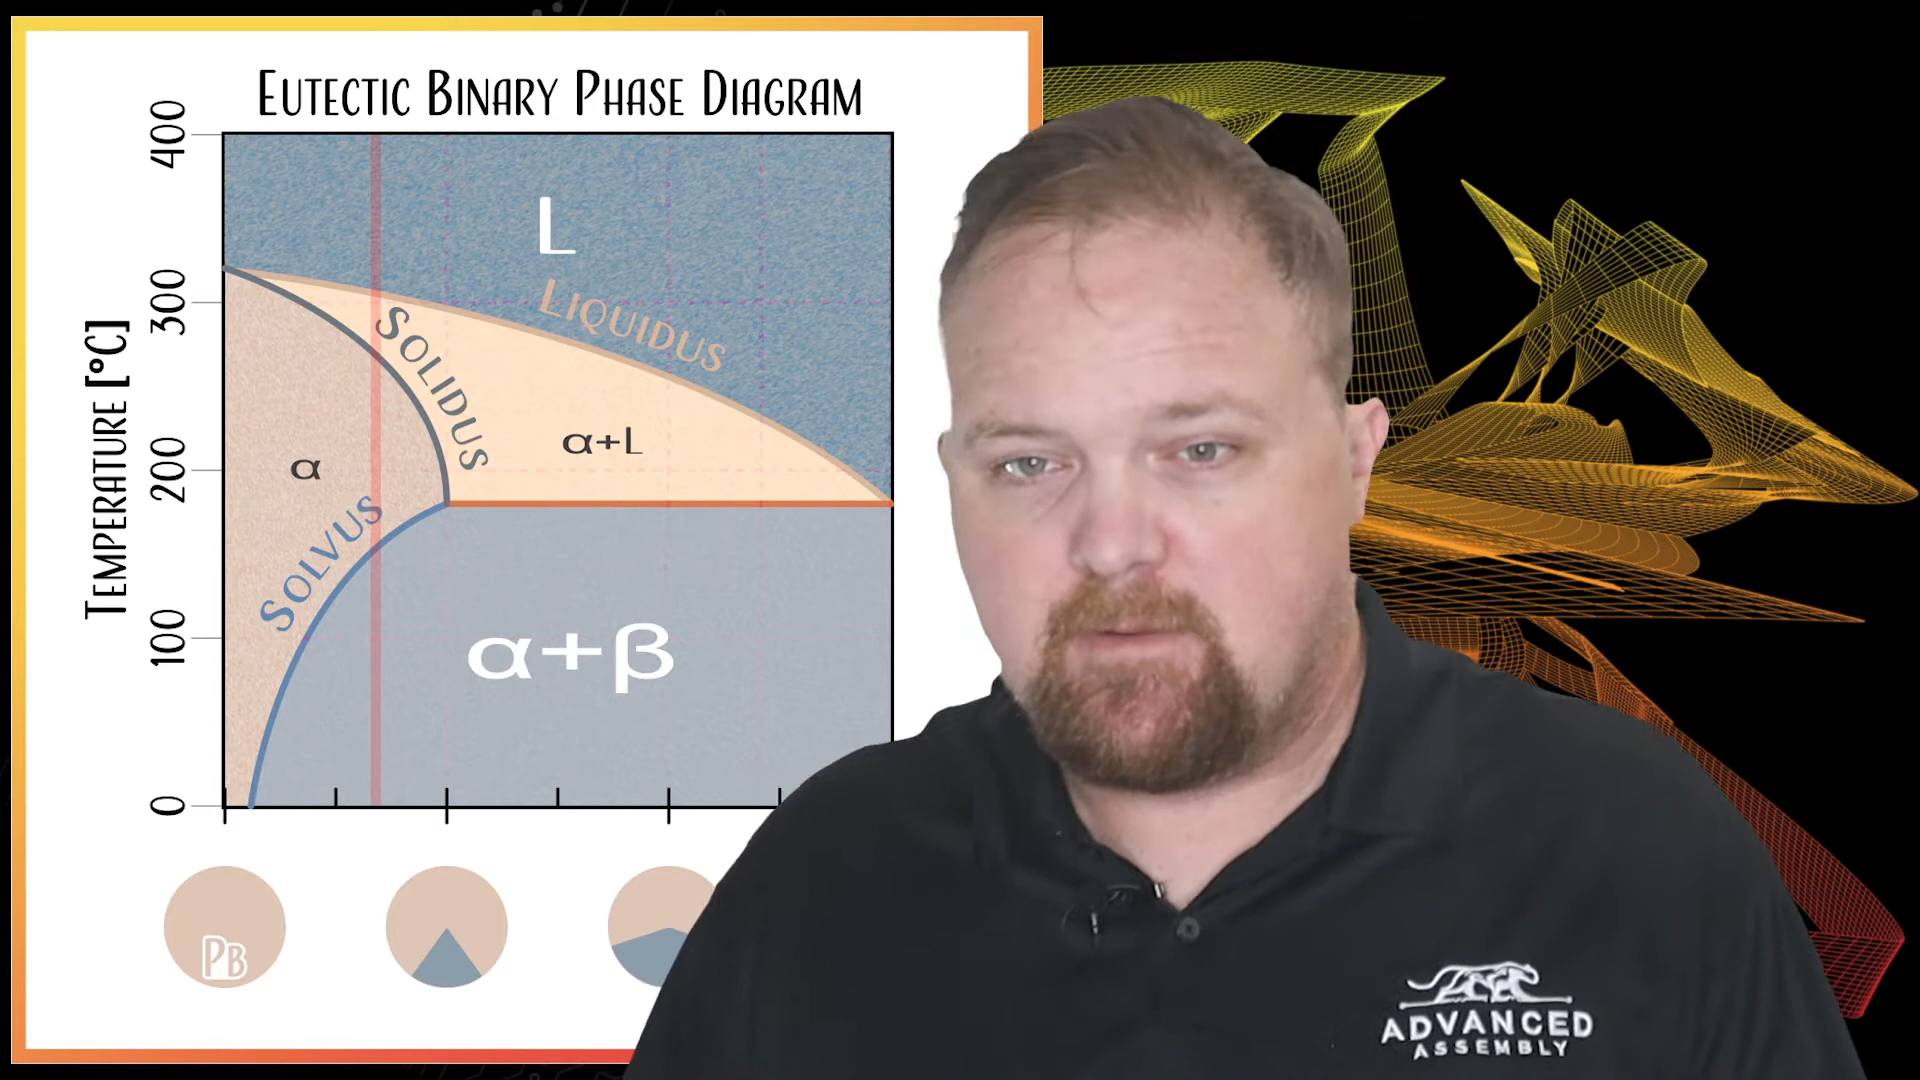 EUTECTIC BINARY PHASE DIAGRAM
TEMPERATURE [°C]
400
300
200
100
0
L
LIQUIDUS
SOLIDUS
α+L
α
SOLVUS
α+β
PB
ADVANCED
ASSEMBLY